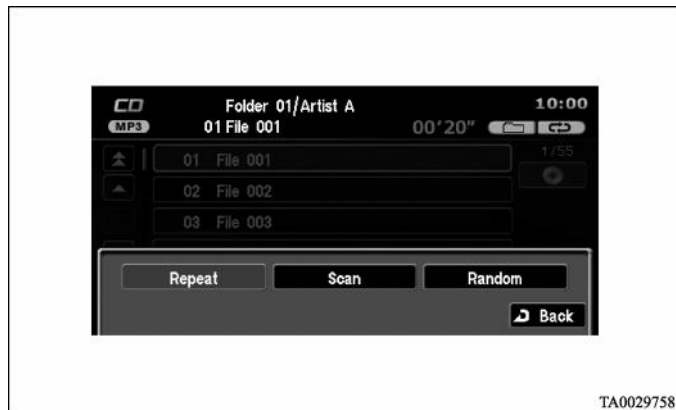 CD Folder 01/Artist A 10:00
MP3 01 File 001 00'20"
01 File 001 1/55
02 File 002
03 File 003
Repeat Scan Random
Back
TA0029758